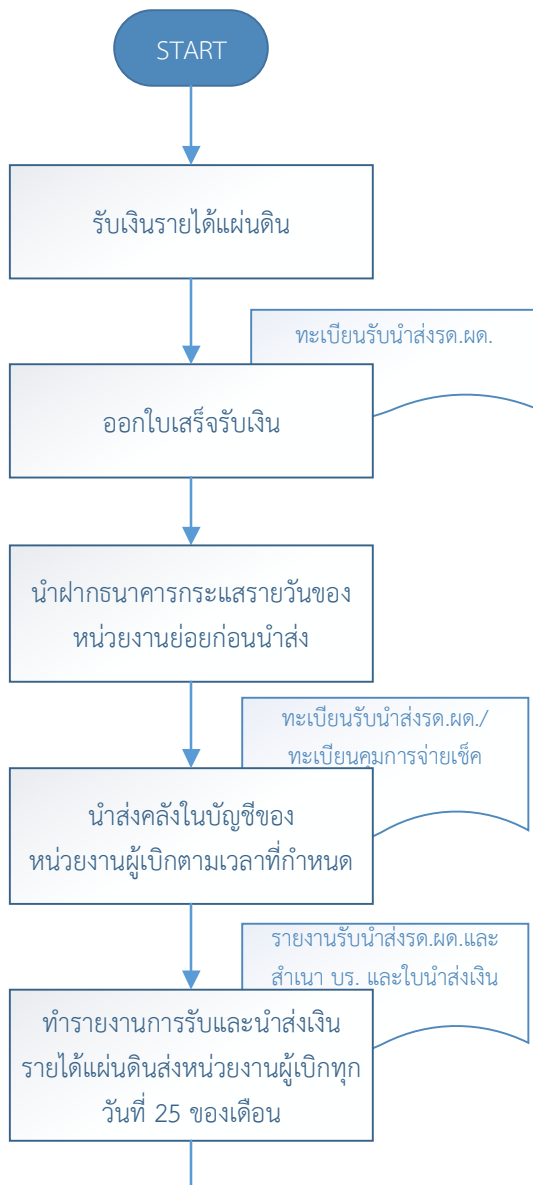 START
รับเงินรายได้แผ่นดิน
ทะเบียนรับนำส่งรด.ผด.
ออกใบเสร็จรับเงิน
นำฝากธนาคารกระแสรายวันของ
หน่วยงานย่อยก่อนนำส่ง
ทะเบียนรับนำส่งรด.ผด./
ทะเบียนคุมการจ่ายเช็ค
นำส่งคลังในบัญชีของ
หน่วยงานผู้เบิกตามเวลาที่กำหนด
รายงานรับนำส่งรด.ผด.และ
สำเนา บร. และใบนำส่งเงิน
ทำรายงานการรับและนำส่งเงิน
รายได้แผ่นดินส่งหน่วยงานผู้เบิกทุก
วันที่ 25 ของเดือน